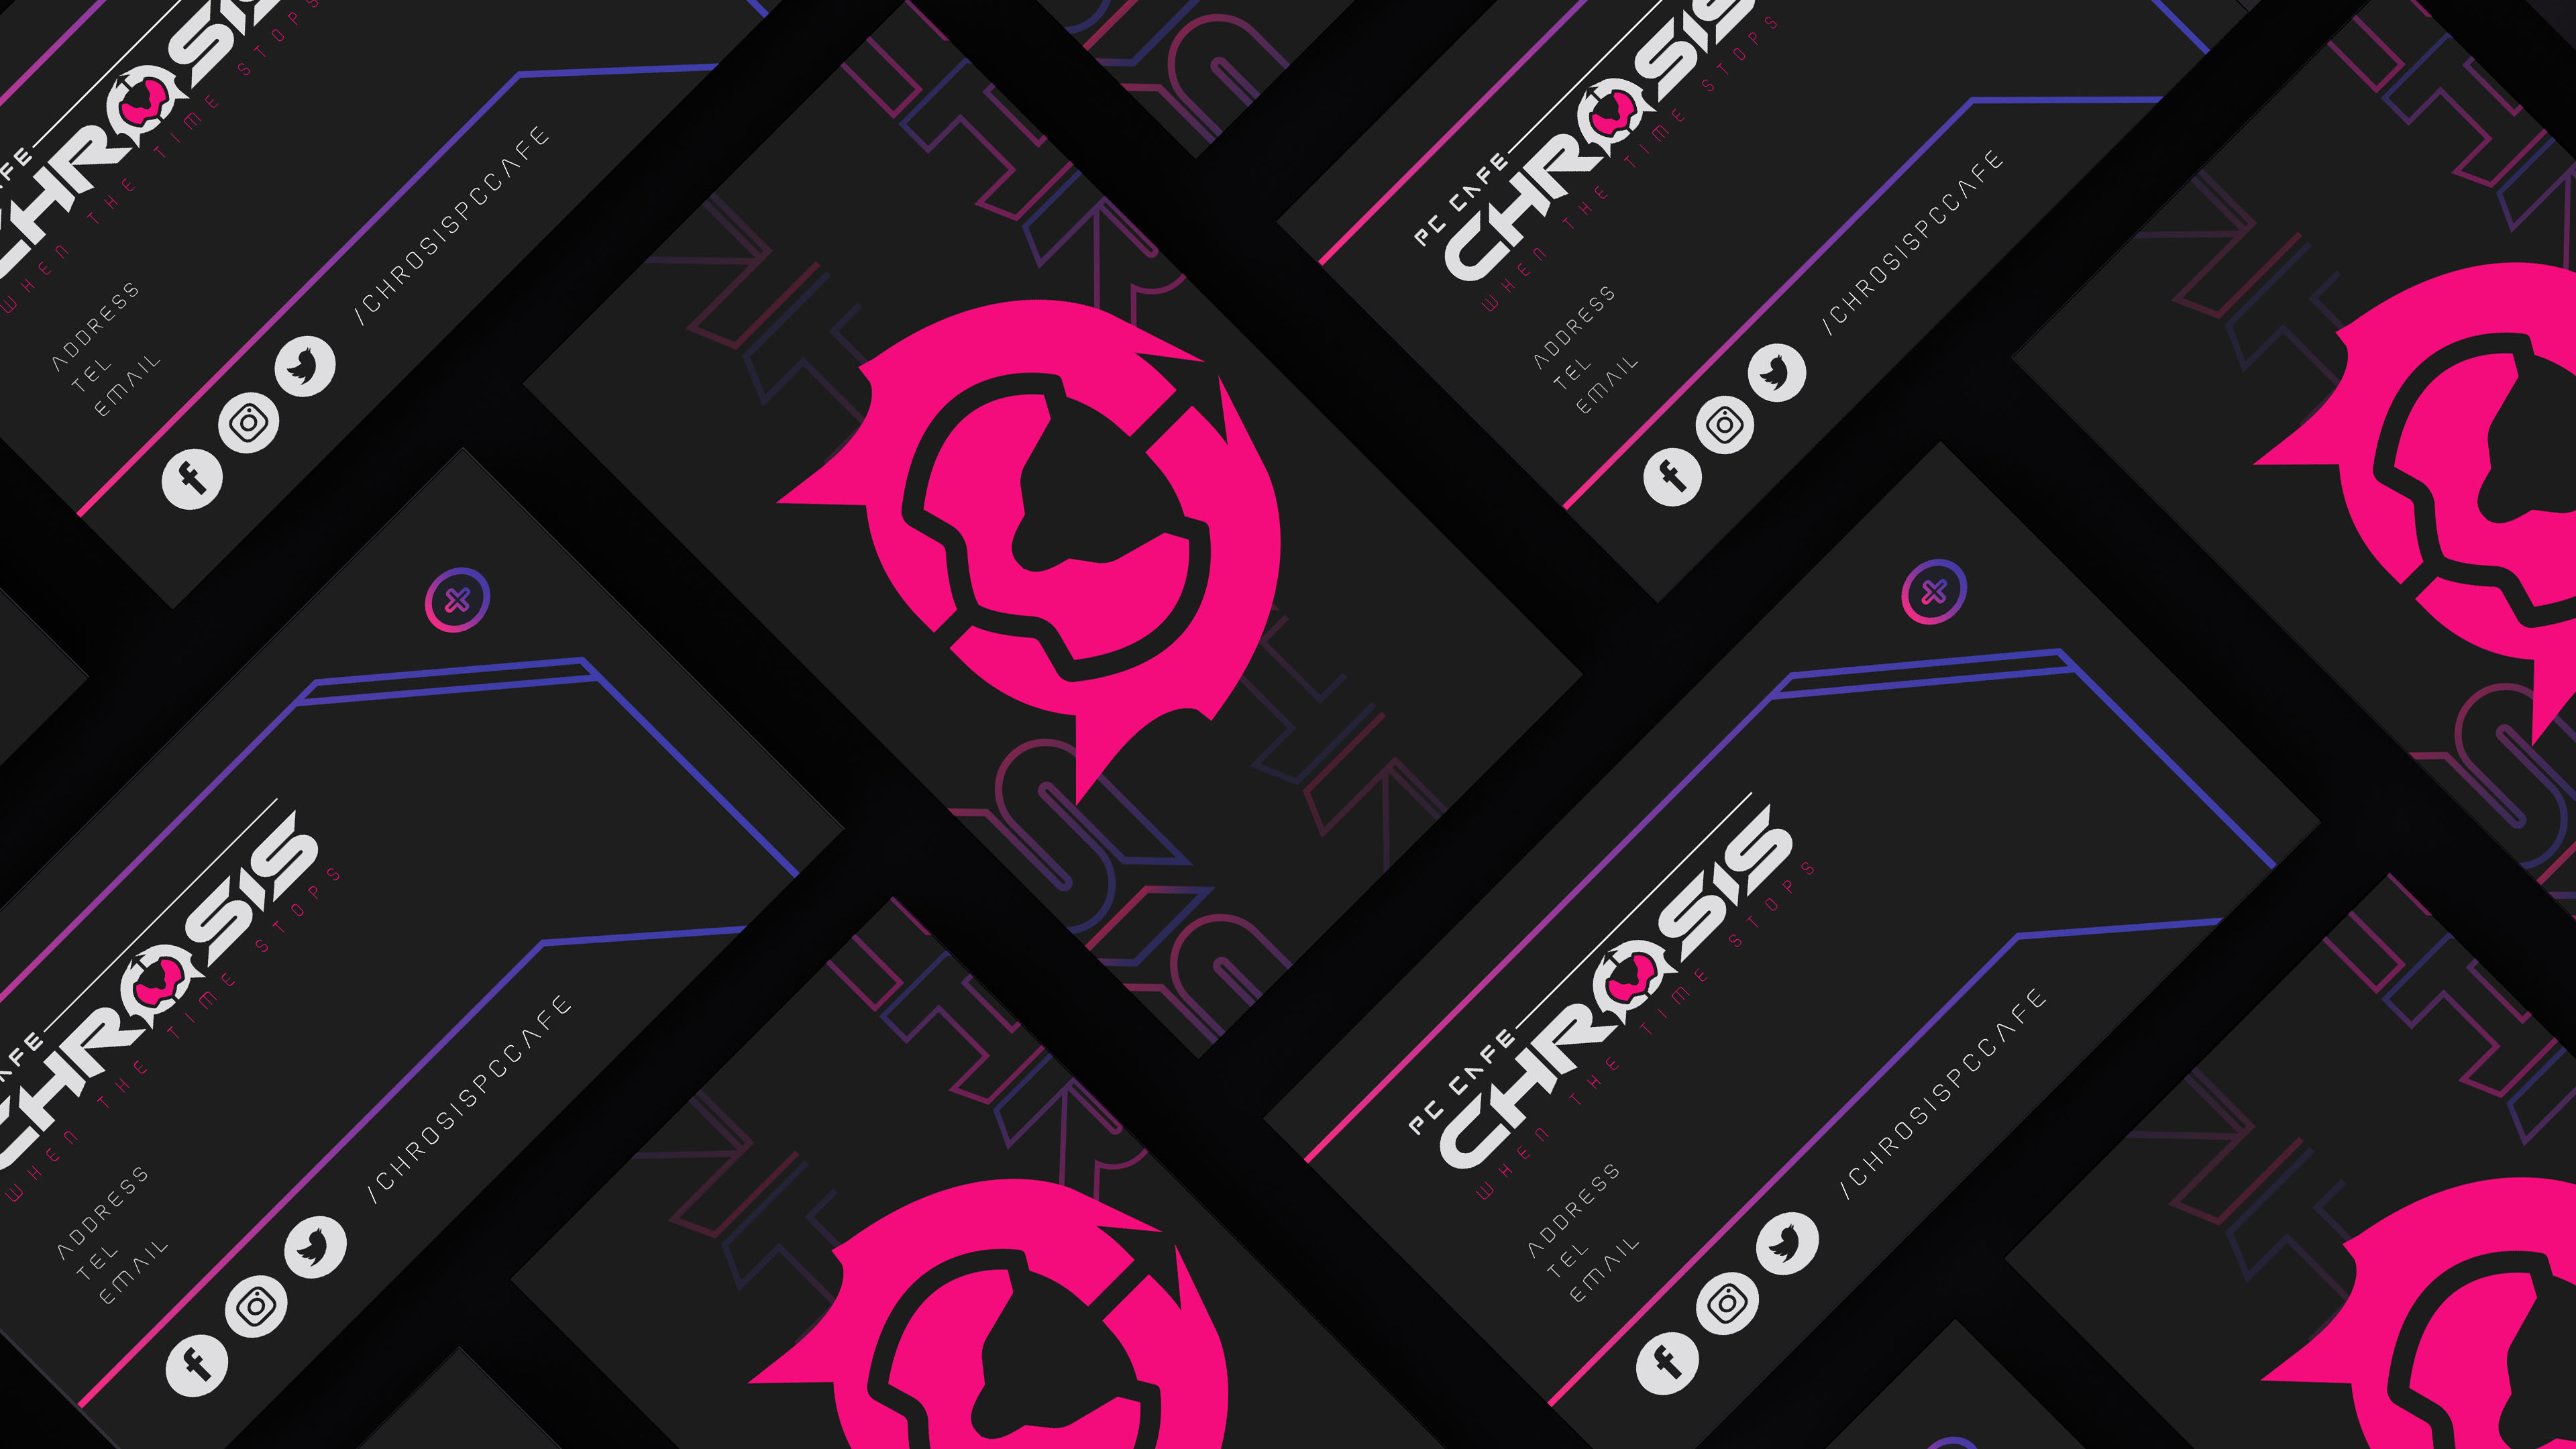 CHROSIS
WHEN THE TIME STOPS
ADDRESS
TEL
EMAIL
/CHROSISPCCAFE
PC CAFE
CHROSIS
WHEN THE TIME STOPS
ADDRESS
TEL
EMAIL
/CHROSISPCCAFE
CHROSIS
WHEN THE TIME STOPS
ADDRESS
TEL
EMAIL
/CHROSISPCCAFE
PC CAFE
CHROSIS
WHEN THE TIME STOPS
ADDRESS
TEL
EMAIL
/CHROSISPCCAFE